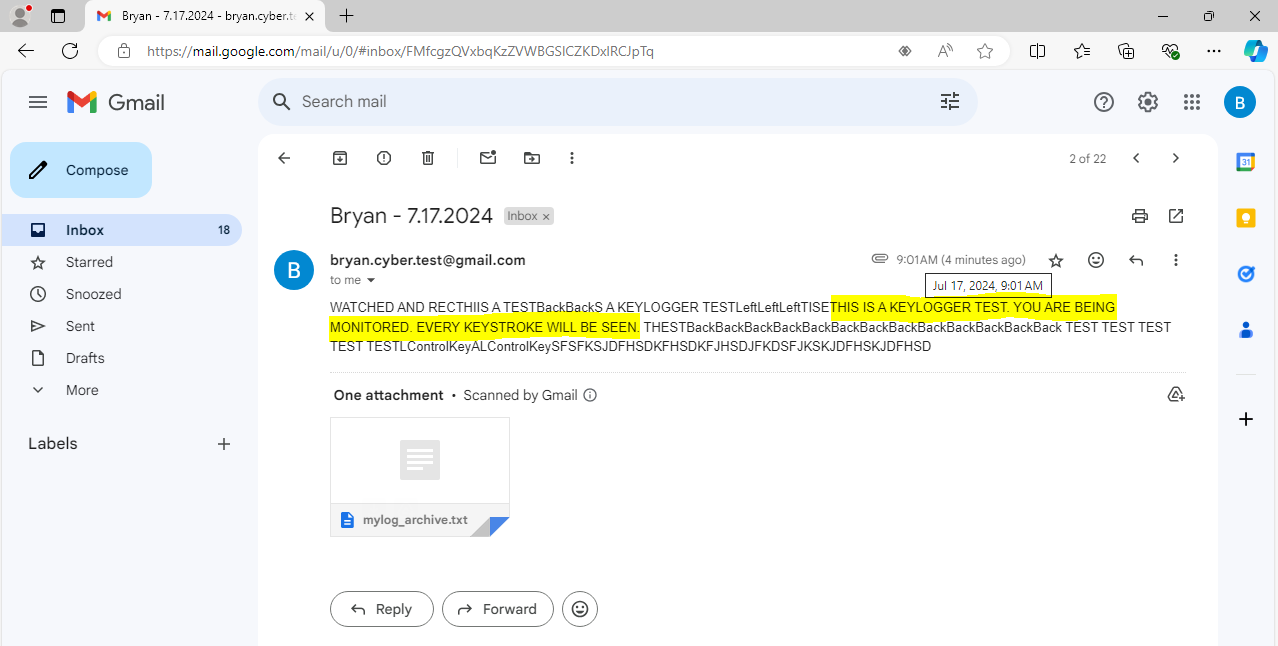 Bryan - 7.17.2024 - bryan.cyber.te
https://mail.google.com/mail/u/0/#inbox/FMfcgzQVxbqKzZVWBGSlCZKDxlRCJpTq
Gmail
Search mail
B
Compose
2 of 22
31
Inbox 18
Starred
Snoozed
Sent
Drafts
More
Labels
Bryan - 7.17.2024 Inbox ×
B
bryan.cyber.test@gmail.com 9:01AM (4 minutes ago)
to me
Jul 17, 2024, 9:01 AM
WATCHED AND RECTHIIS A TESTBackBackS A KEYLOGGER TESTLeftLeftLeftTISETHIS IS A KEYLOGGER TEST. YOU ARE BEING
MONITORED. EVERY KEYSTROKE WILL BE SEEN. THESTBackBackBackBackBackBackBackBackBackBackBackBackBack TEST TEST TEST
TEST TESTLControlKeyALControlKeySFSFKSJDFHSDKFHSDKFJHSDJFKDSFJKSKJDFHSKJDFHSD
One attachment • Scanned by Gmail
mylog_archive.txt
Reply
Forward